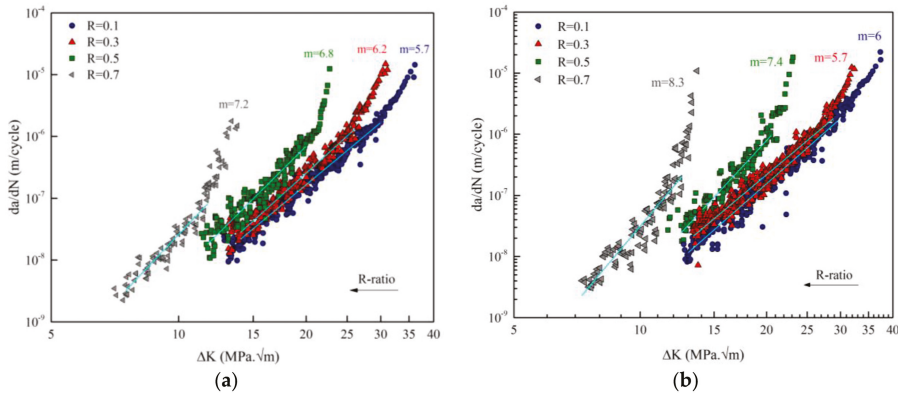 (a)
R=0.1
R=0.3
R=0.5
R=0.7
m=6.8
m=6.2
m=5.7
m=7.2
R-ratio
10⁻⁴
10⁻⁵
10⁻⁶
10⁻⁷
10⁻⁸
10⁻⁹
da/dN (m/cycle)
5 10 15 20 25 30 35 40
ΔK (MPa.√m)
(a)
(b)
R=0.1
R=0.3
R=0.5
R=0.7
m=6
m=5.7
m=7.4
m=8.3
R-ratio
10⁻⁴
10⁻⁵
10⁻⁶
10⁻⁷
10⁻⁸
10⁻⁹
da/dN (m/cycle)
5 10 15 20 25 30 35 40
ΔK (MPa.√m)
(b)